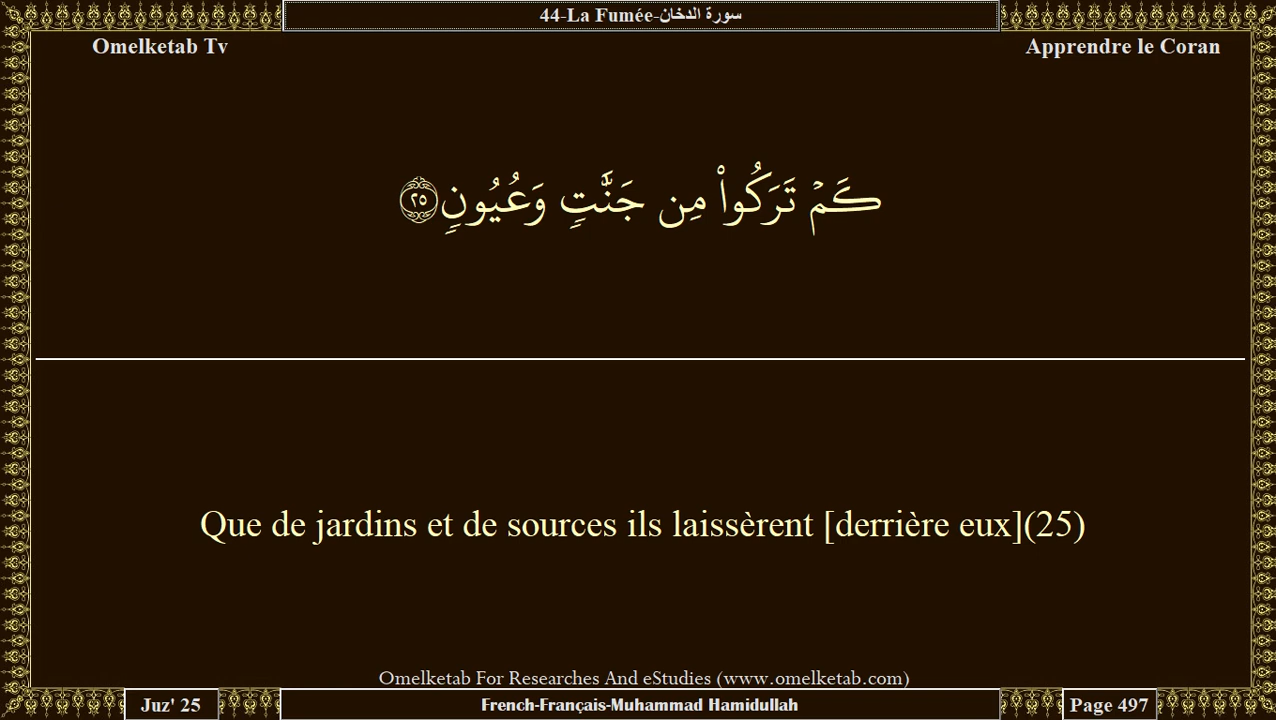 44-La Fumée-سورة الدخان
Omelketab Tv
Apprendre le Coran
كَمۡ تَرَكُواْ مِن جَنَّٰتٖ وَعُيُونٖ ٢٥
Que de jardins et de sources ils laissèrent [derrière eux](25)
Omelketab For Researches And eStudies (www.omelketab.com)
Juz' 25
French-Français-Muhammad Hamidullah
Page 497